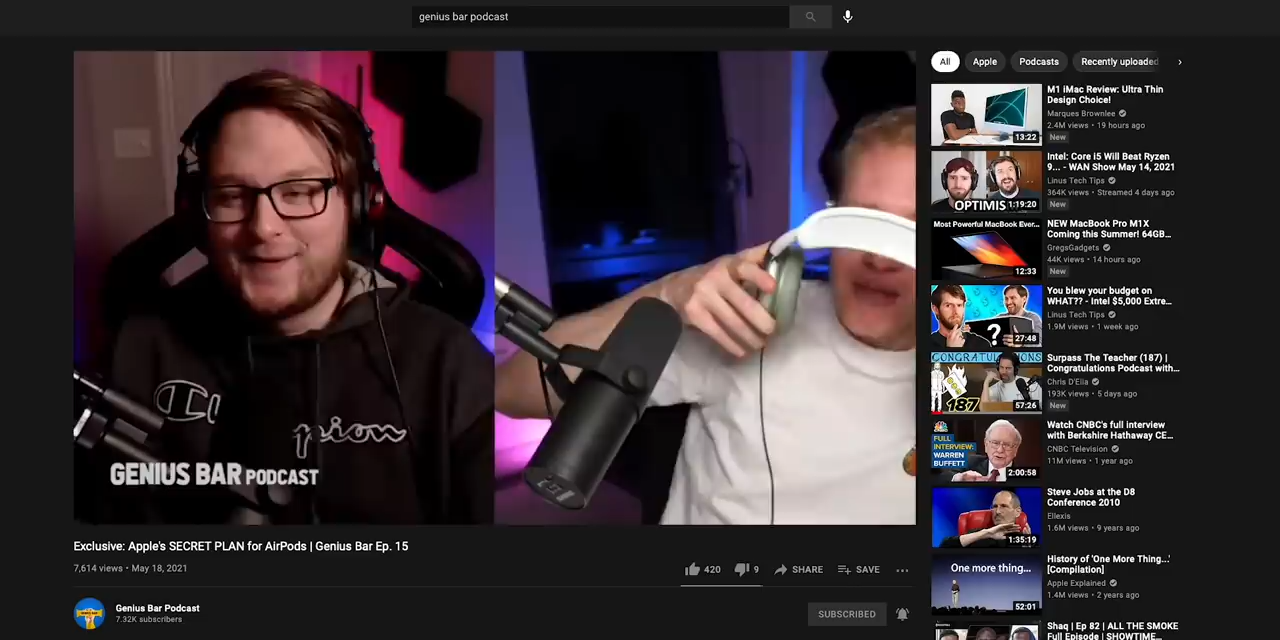 genius bar podcast
All
Apple
Podcasts
Recently uploaded
GENIUS BAR PODCAST
Exclusive: Apple's SECRET PLAN for AirPods | Genius Bar Ep. 15
7,614 views • May 18, 2021
420
9
SHARE
SAVE
Genius Bar Podcast
7.32K subscribers
SUBSCRIBED
13:22
M1 iMac Review: Ultra Thin
Design Choice!
Marques Brownlee
2.4M views • 19 hours ago
New
OPTIMIS
1:19:20
Intel: Core i5 Will Beat Ryzen
9... - WAN Show May 14, 2021
Linus Tech Tips
364K views • Streamed 4 days ago
New
Most Powerful MacBook Ever...
12:33
NEW MacBook Pro M1X
Coming this Summer! 64GB...
GregsGadgets
44K views • 14 hours ago
New
?
27:48
You blew your budget on
WHAT?? - Intel $5,000 Extre...
Linus Tech Tips
1.9M views • 1 week ago
CONGRATULATIONS
187
57:26
Surpass The Teacher (187) |
Congratulations Podcast with...
Chris D'Elia
193K views • 5 days ago
New
FULL
INTERVIEW:
WARREN
BUFFETT
2:00:58
Watch CNBC's full interview
with Berkshire Hathaway CE...
CNBC Television
11M views • 1 year ago
1:35:19
Steve Jobs at the D8
Conference 2010
Ellexis
1.6M views • 9 years ago
One more thing...
52:01
History of 'One More Thing...'
[Compilation]
Apple Explained
1.4M views • 2 years ago
Shaq | Ep 82 | ALL THE SMOKE
Full Episode | SHOWTIME...